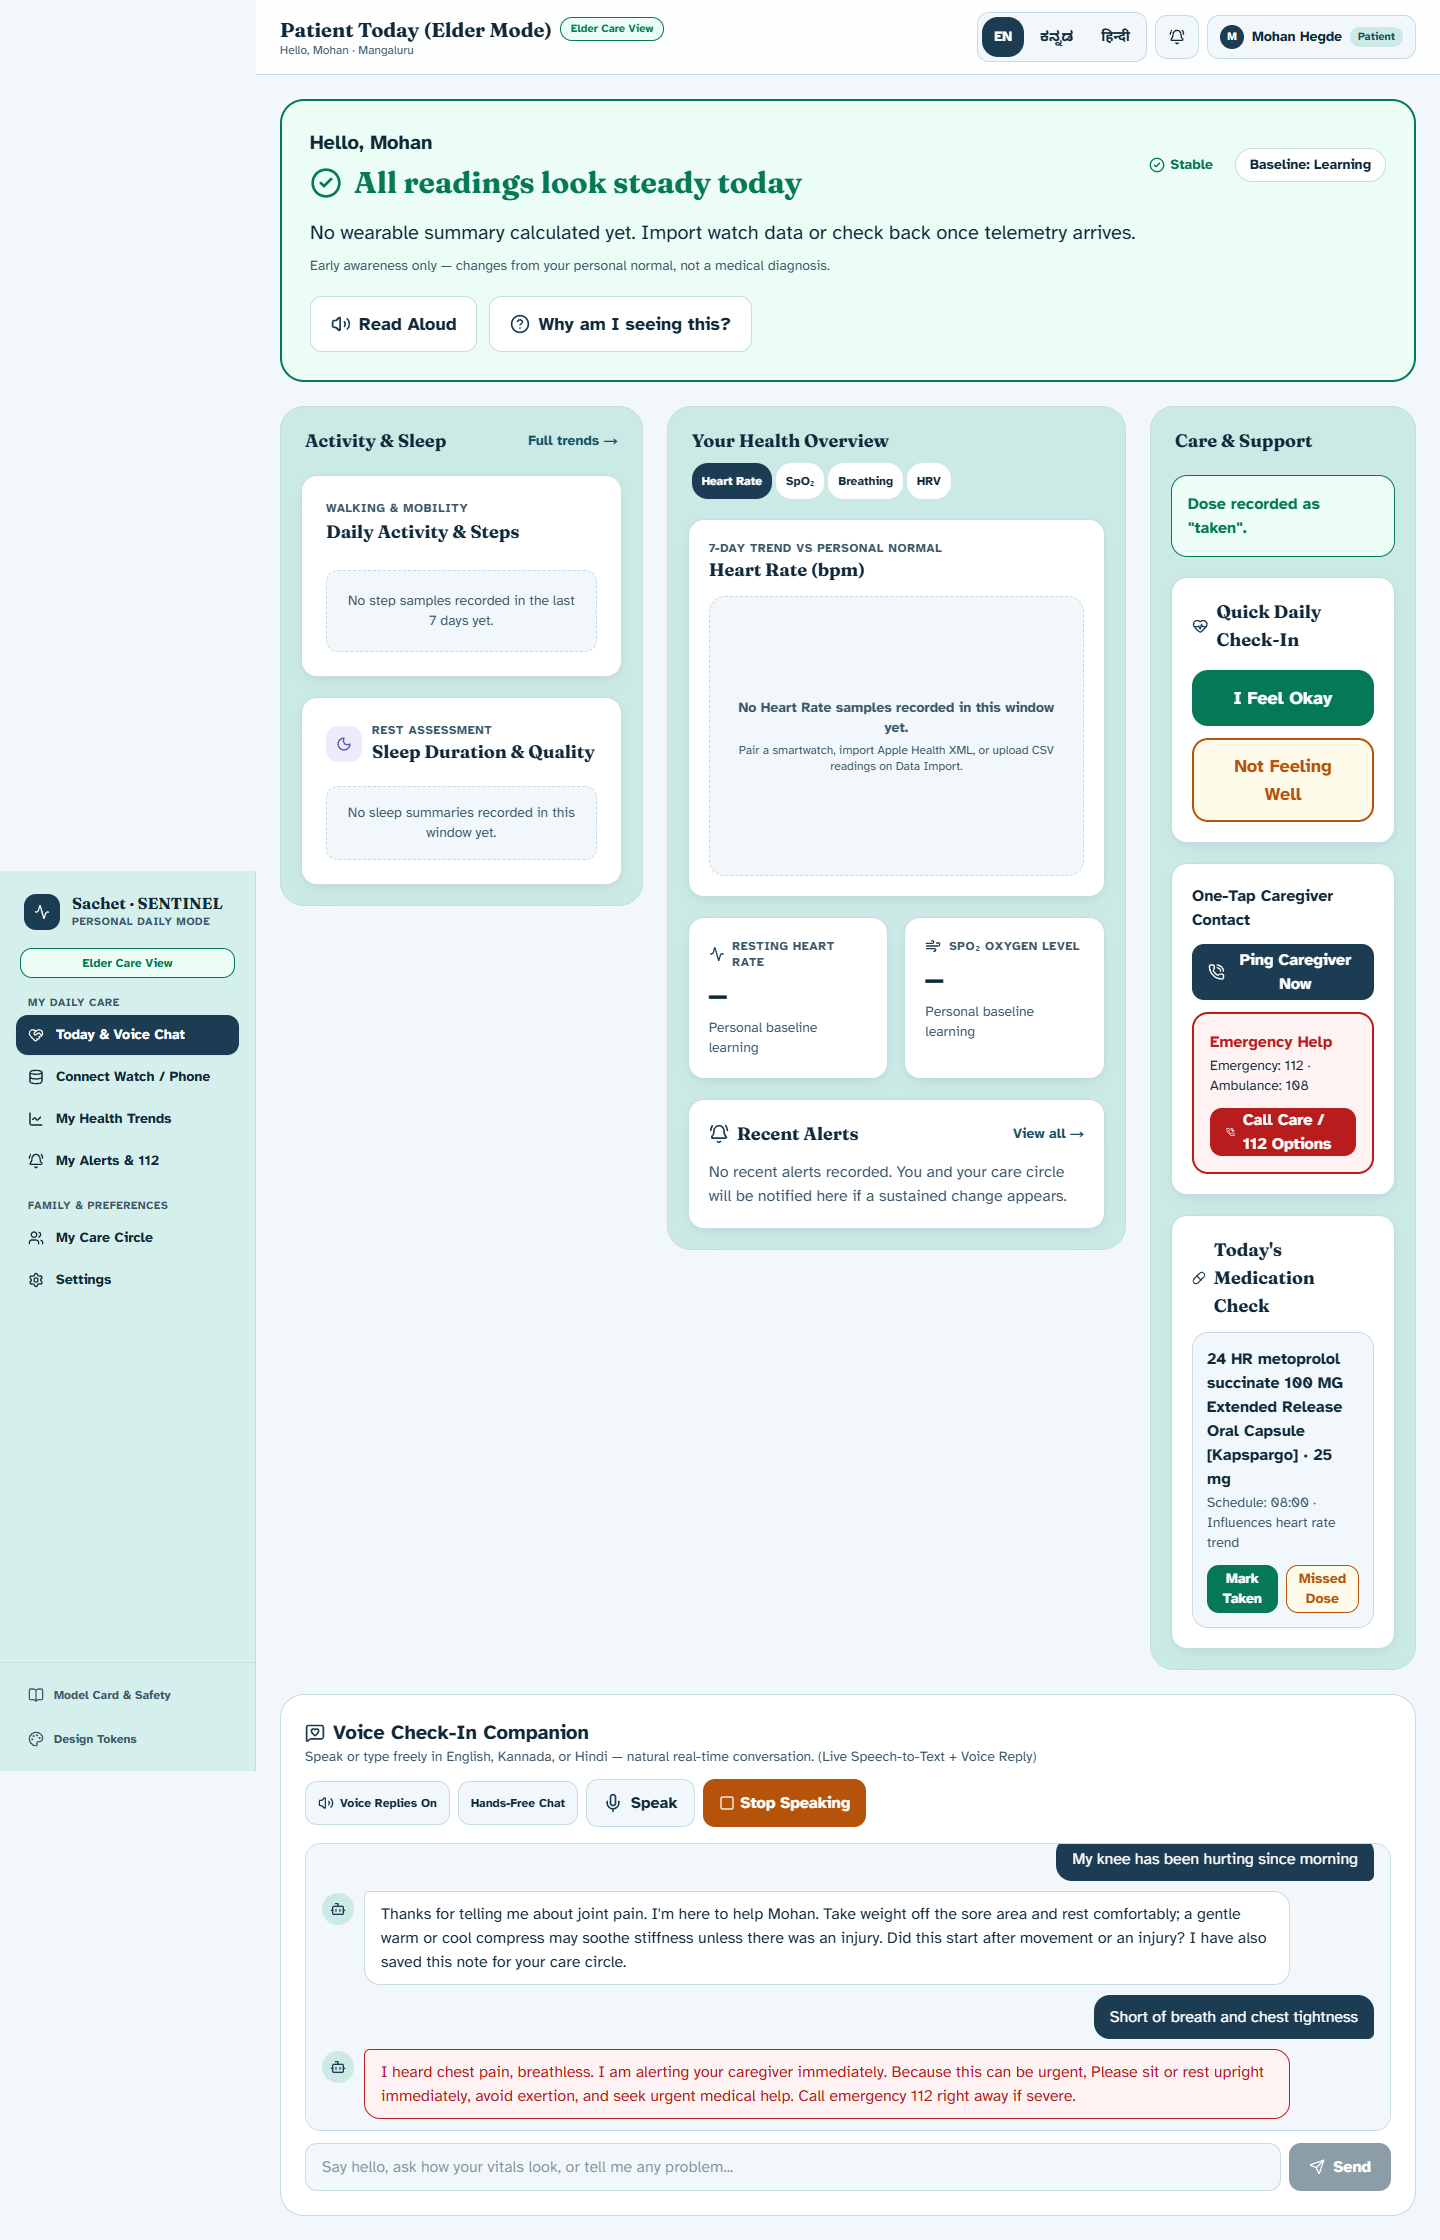 Patient Today (Elder Mode)
Elder Care View
Hello, Mohan · Mangaluru
EN
ಕನ್ನಡ
हिन्दी
M
Mohan Hegde
Patient
Hello, Mohan
All readings look steady today
Stable
Baseline: Learning
No wearable summary calculated yet. Import watch data or check back once telemetry arrives.
Early awareness only — changes from your personal normal, not a medical diagnosis.
Read Aloud
Why am I seeing this?
Activity & Sleep
Full trends →
WALKING & MOBILITY
Daily Activity & Steps
No step samples recorded in the last
7 days yet.
REST ASSESSMENT
Sleep Duration & Quality
No sleep summaries recorded in this
window yet.
Your Health Overview
Heart Rate
SpO₂
Breathing
HRV
7-DAY TREND VS PERSONAL NORMAL
Heart Rate (bpm)
No Heart Rate samples recorded in this window
yet.
Pair a smartwatch, import Apple Health XML, or upload CSV
readings on Data Import.
RESTING HEART
RATE
—
Personal baseline
learning
SPO₂ OXYGEN LEVEL
—
Personal baseline
learning
Recent Alerts
View all →
No recent alerts recorded. You and your care circle
will be notified here if a sustained change appears.
Care & Support
Dose recorded as
"taken".
Quick Daily
Check-In
I Feel Okay
Not Feeling
Well
One-Tap Caregiver
Contact
Ping Caregiver
Now
Emergency Help
Emergency: 112 ·
Ambulance: 108
Call Care /
112 Options
Today's
Medication
Check
24 HR metoprolol
succinate 100 MG
Extended Release
Oral Capsule
[Kapspargo] · 25
mg
Schedule: 08:00 ·
Influences heart rate
trend
Mark
Taken
Missed
Dose
Sachet · SENTINEL
PERSONAL DAILY MODE
Elder Care View
MY DAILY CARE
Today & Voice Chat
Connect Watch / Phone
My Health Trends
My Alerts & 112
FAMILY & PREFERENCES
My Care Circle
Settings
Model Card & Safety
Design Tokens
Voice Check-In Companion
Speak or type freely in English, Kannada, or Hindi — natural real-time conversation. (Live Speech-to-Text + Voice Reply)
Voice Replies On
Hands-Free Chat
Speak
Stop Speaking
My knee has been hurting since morning
Thanks for telling me about joint pain. I'm here to help Mohan. Take weight off the sore area and rest comfortably; a gentle
warm or cool compress may soothe stiffness unless there was an injury. Did this start after movement or an injury? I have also
saved this note for your care circle.
Short of breath and chest tightness
I heard chest pain, breathless. I am alerting your caregiver immediately. Because this can be urgent, Please sit or rest upright
immediately, avoid exertion, and seek urgent medical help. Call emergency 112 right away if severe.
Say hello, ask how your vitals look, or tell me any problem...
Send